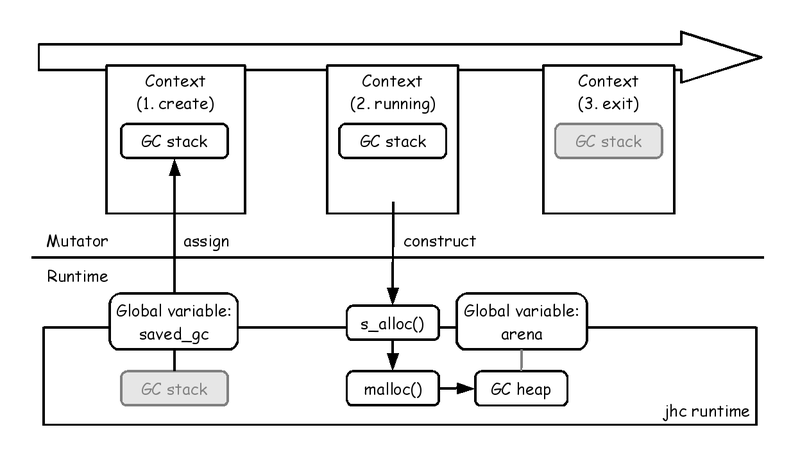 Context
(1. create)
GC stack
Context
(2. running)
GC stack
Context
(3. exit)
GC stack
Mutator
assign
construct
Runtime
Global variable:
saved_gc
s_alloc()
Global variable:
arena
GC stack
malloc()
GC heap
jhc runtime